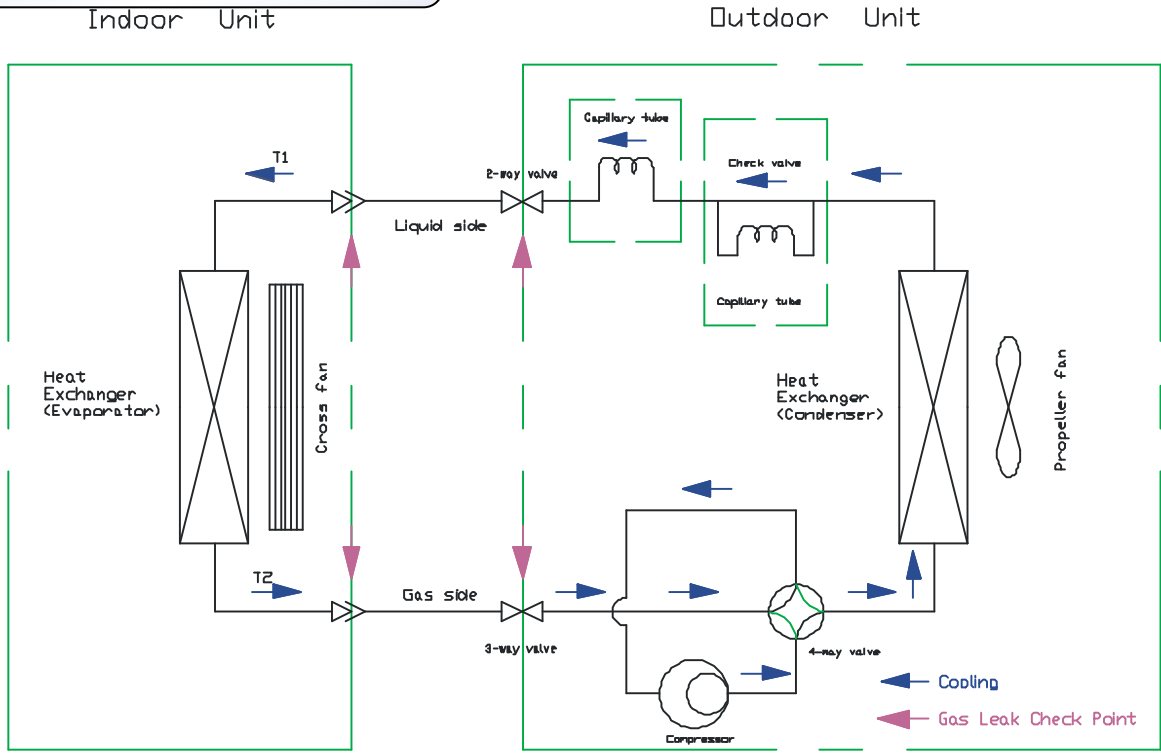 Indoor Unit
Outdoor Unit
Capillary tube
T1
Check valve
2-way valve
Liquid side
Capillary tube
Heat
Exchanger
(Evaporator)
Cross fan
Heat
Exchanger
(Condenser)
Propeller fan
T2
Gas side
3-way valve
4-way valve
Cooling
Gas Leak Check Point
Compressor